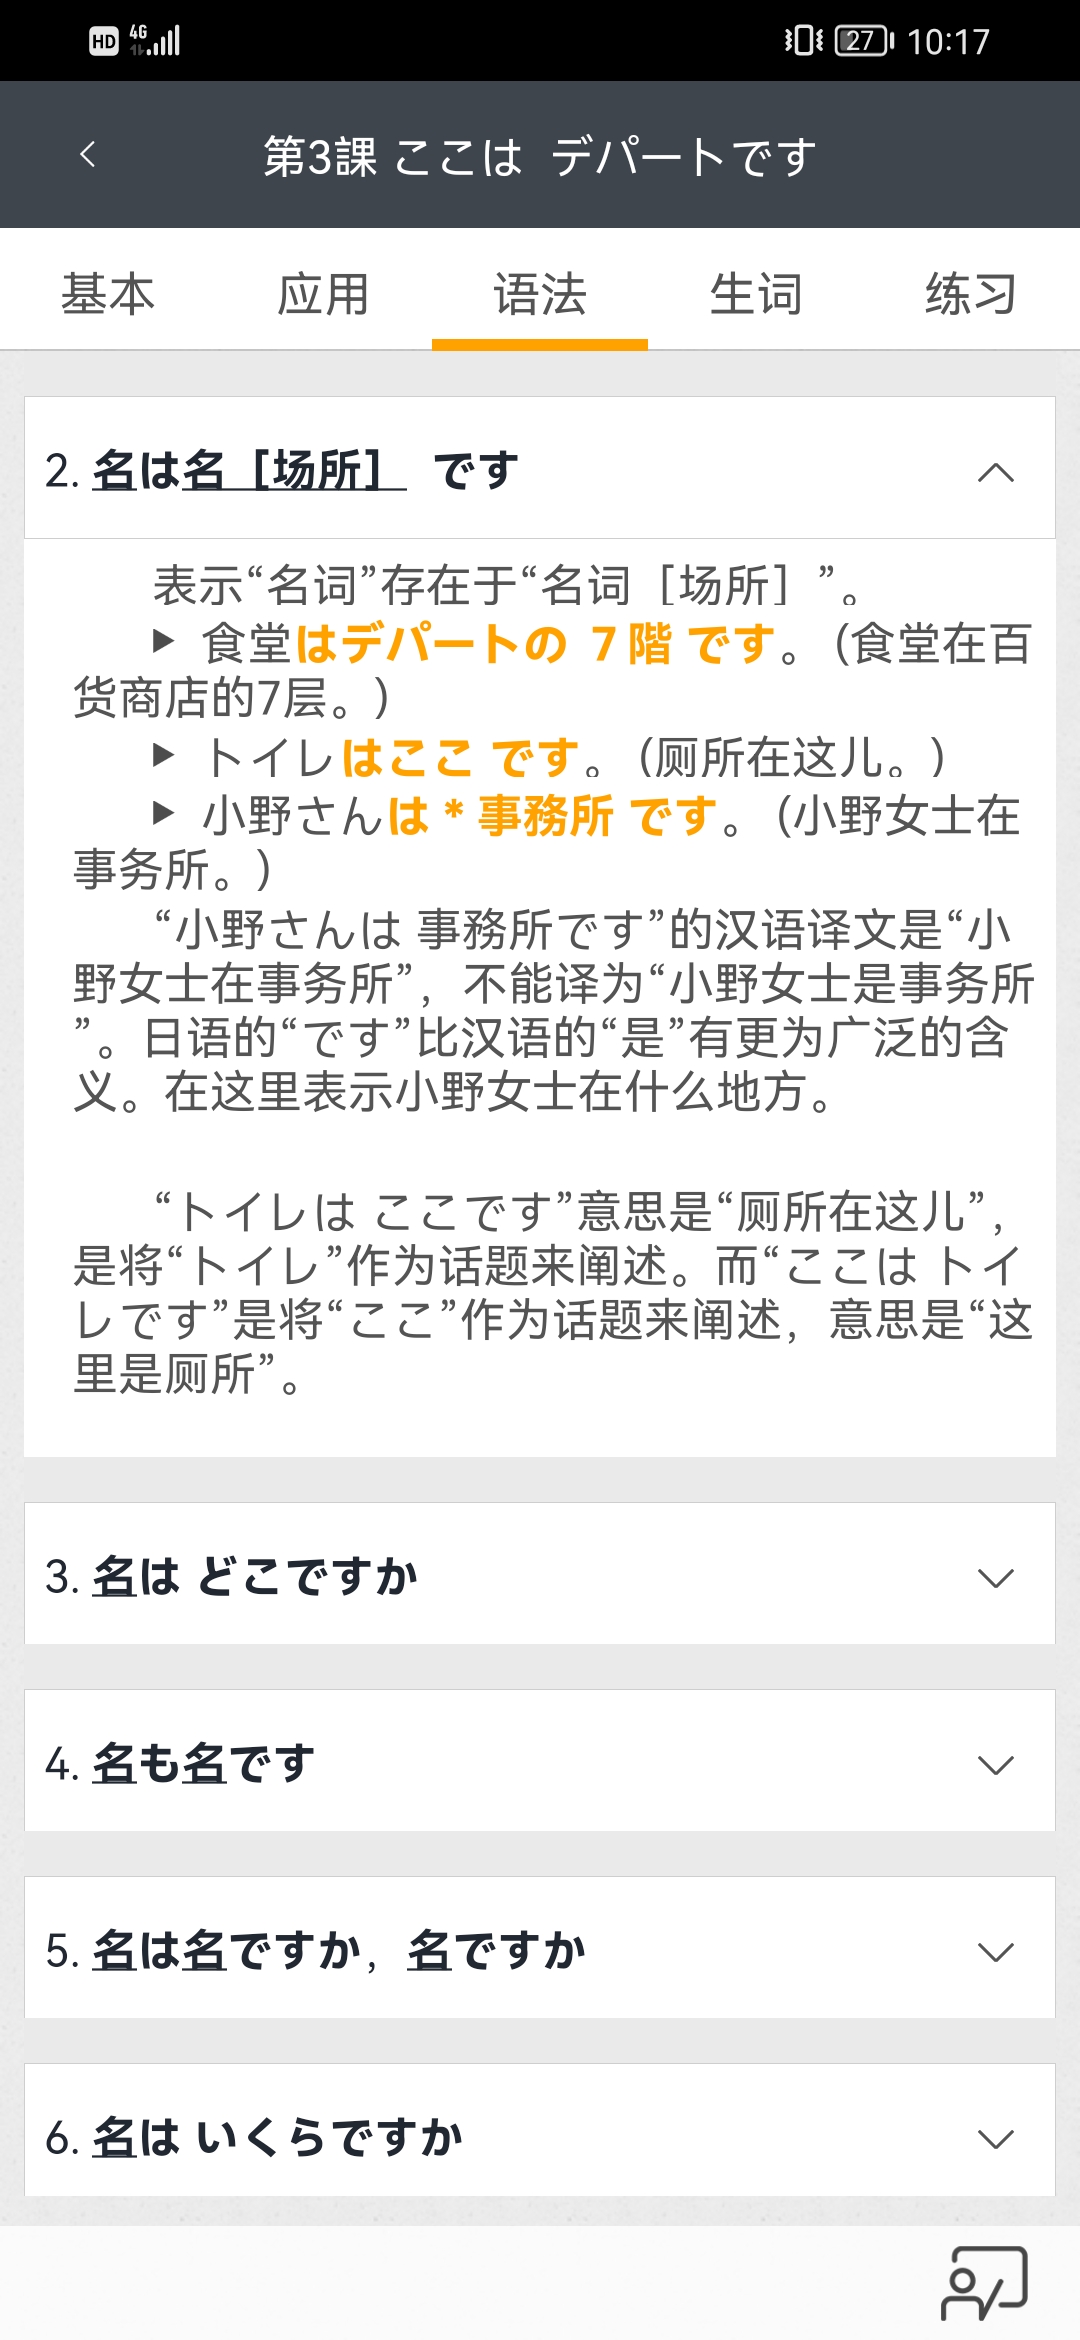 HD 4G 27 10:17
第3課 ここは デパートです
基本 应用 语法 生词 练习
2. 名は名［场所］ です
表示“名词”存在于“名词［场所］”。
▶ 食堂はデパートの 7階 です。（食堂在百
货商店的7层。）
▶ トイレはここ です。（厕所在这儿。）
▶ 小野さんは * 事務所 です。（小野女士在
事务所。）
“小野さんは 事務所です”的汉语译文是“小
野女士在事务所”，不能译为“小野女士是事务所
”。日语的“です”比汉语的“是”有更为广泛的含
义。在这里表示小野女士在什么地方。
“トイレは ここです”意思是“厕所在这儿”，
是将“トイレ”作为话题来阐述。而“ここは トイ
レです”是将“ここ”作为话题来阐述，意思是“这
里是厕所”。
3. 名は どこですか
4. 名も名です
5. 名は名ですか，名ですか
6. 名は いくらですか